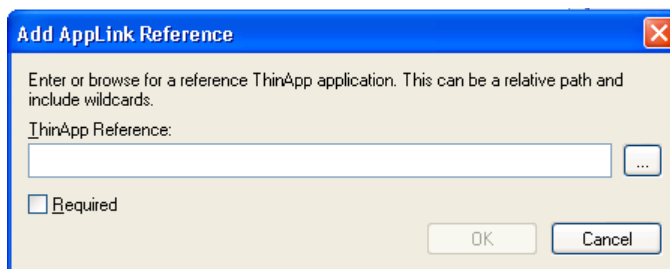 Add AppLink Reference
Enter or browse for a reference ThinApp application. This can be a relative path and
include wildcards.
ThinApp Reference:
...
Required
OK
Cancel